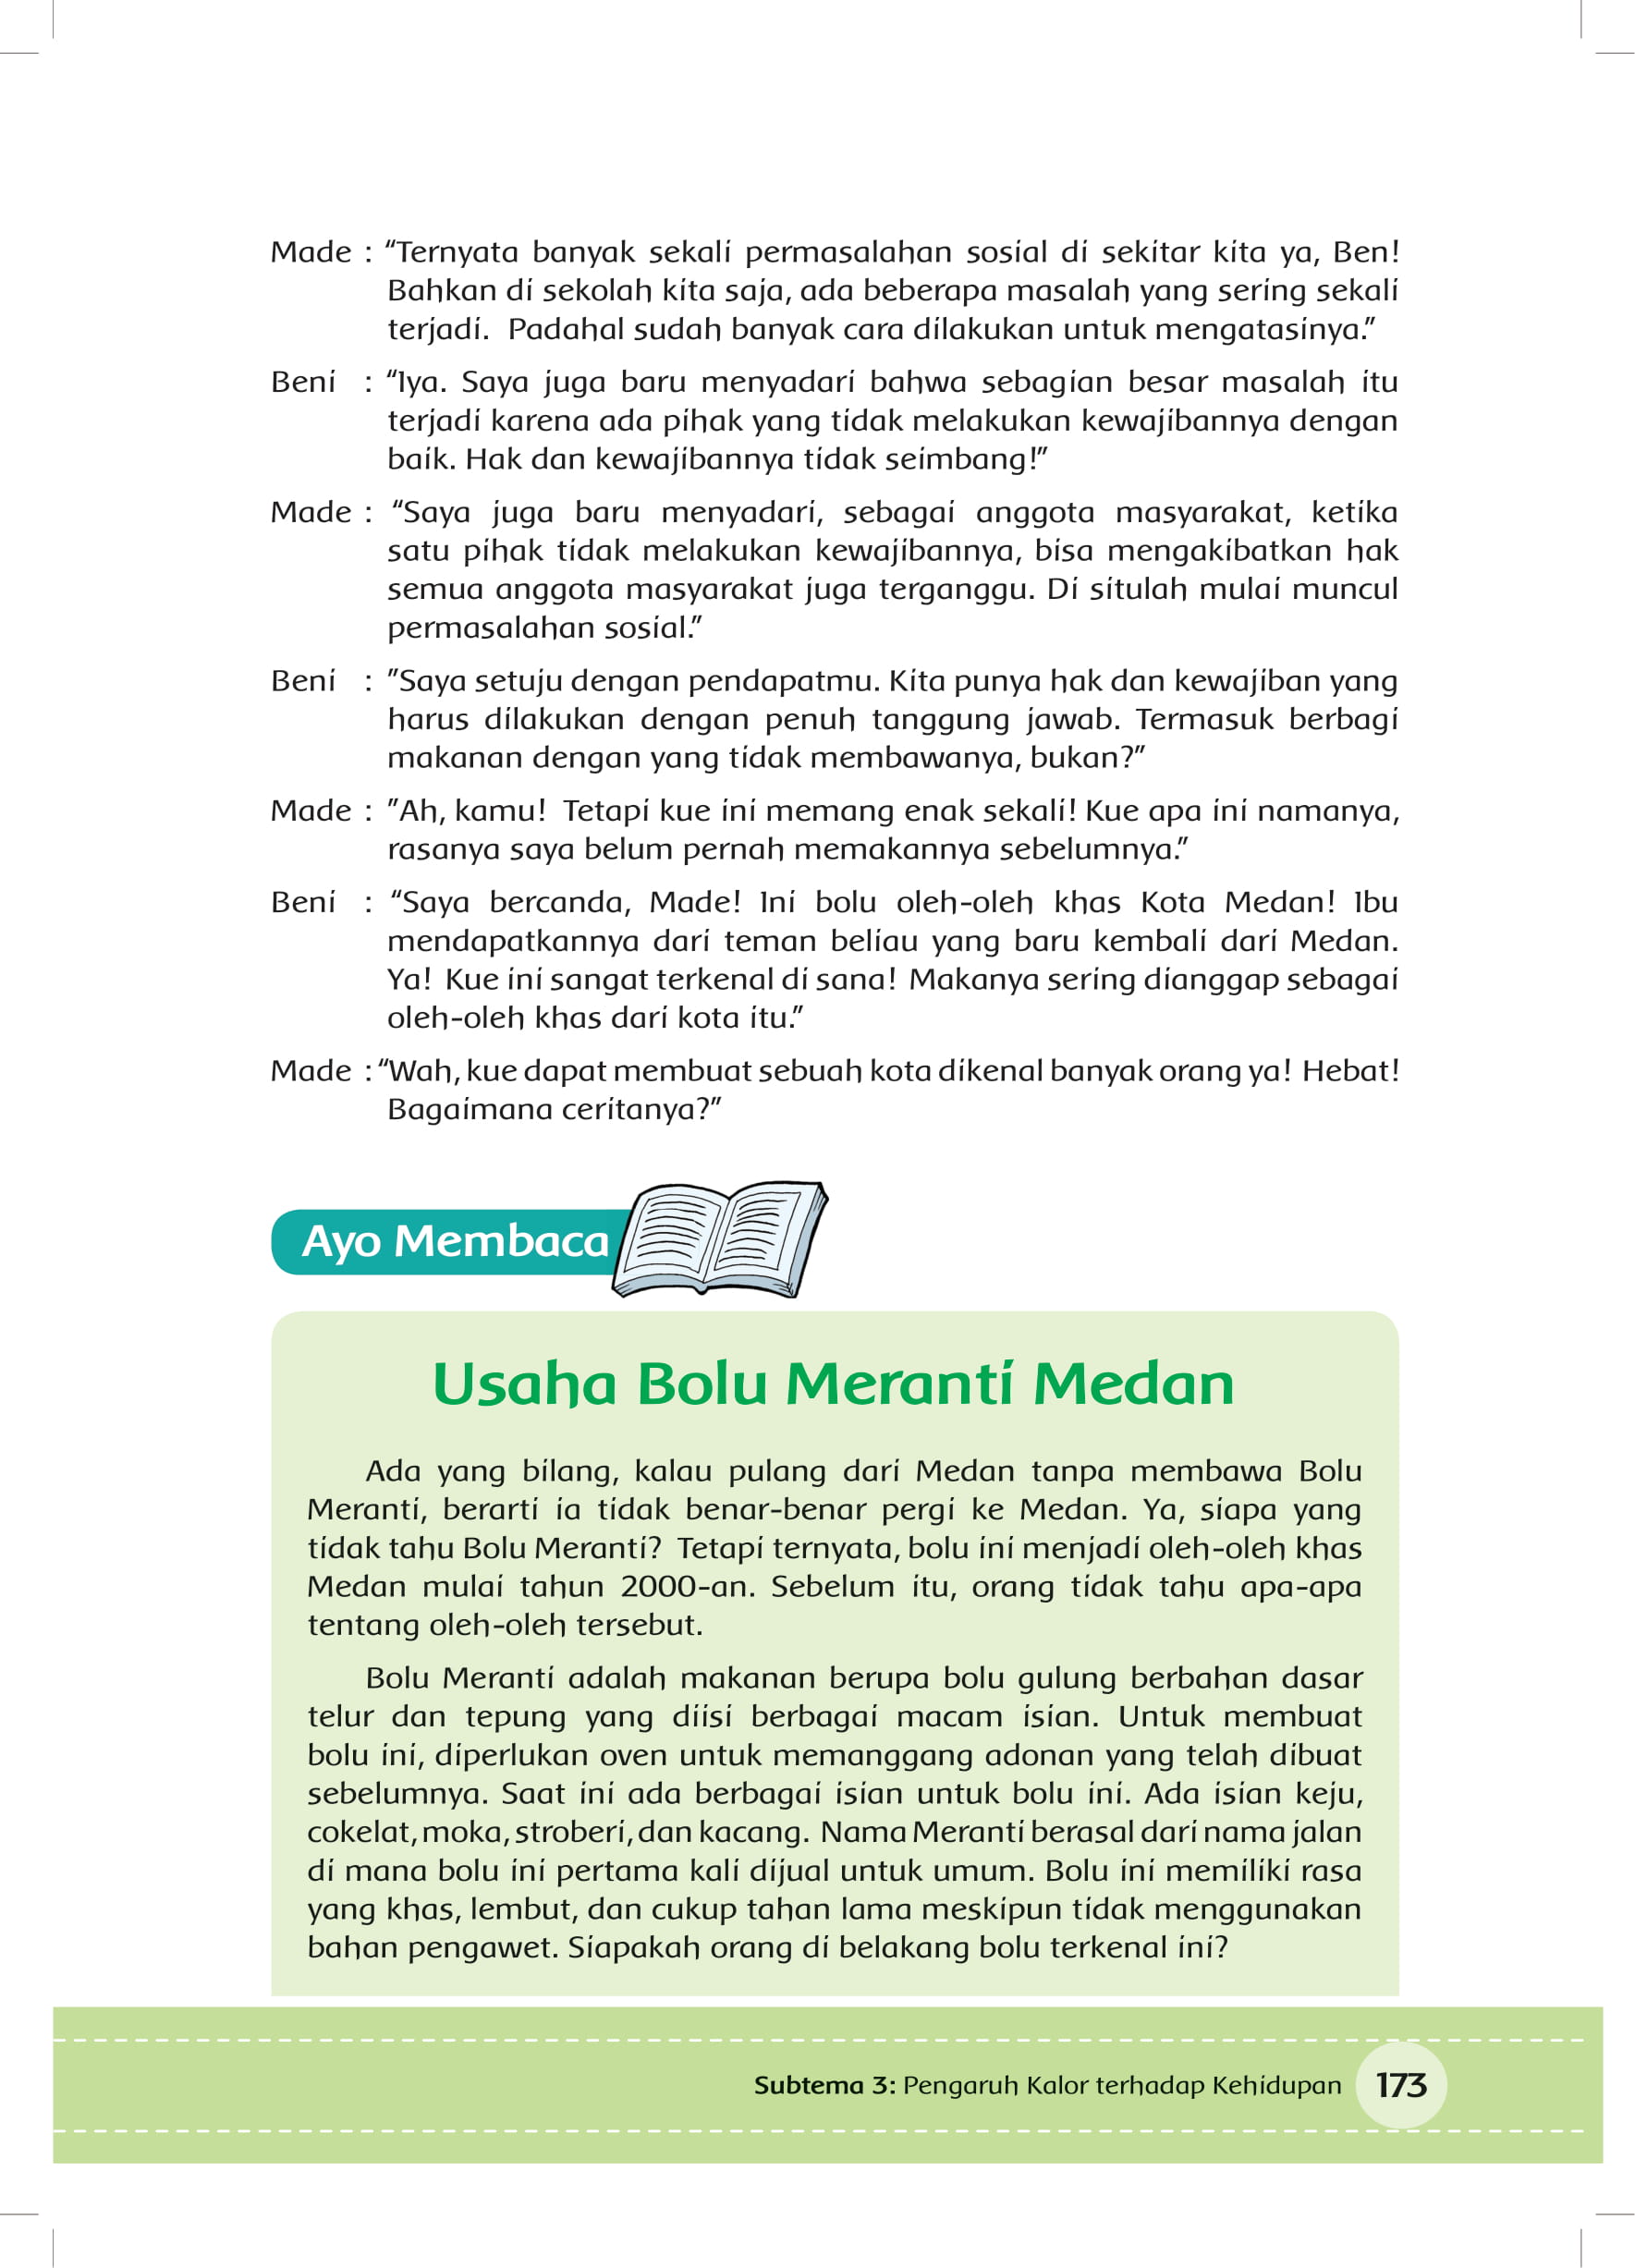 Made : “Ternyata banyak sekali permasalahan sosial di sekitar kita ya, Ben!
Bahkan di sekolah kita saja, ada beberapa masalah yang sering sekali
terjadi. Padahal sudah banyak cara dilakukan untuk mengatasinya.”
Beni : “Iya. Saya juga baru menyadari bahwa sebagian besar masalah itu
terjadi karena ada pihak yang tidak melakukan kewajibannya dengan
baik. Hak dan kewajibannya tidak seimbang!”
Made : “Saya juga baru menyadari, sebagai anggota masyarakat, ketika
satu pihak tidak melakukan kewajibannya, bisa mengakibatkan hak
semua anggota masyarakat juga terganggu. Di situlah mulai muncul
permasalahan sosial.”
Beni : ”Saya setuju dengan pendapatmu. Kita punya hak dan kewajiban yang
harus dilakukan dengan penuh tanggung jawab. Termasuk berbagi
makanan dengan yang tidak membawanya, bukan?”
Made : ”Ah, kamu! Tetapi kue ini memang enak sekali! Kue apa ini namanya,
rasanya saya belum pernah memakannya sebelumnya.”
Beni : “Saya bercanda, Made! Ini bolu oleh-oleh khas Kota Medan! Ibu
mendapatkannya dari teman beliau yang baru kembali dari Medan.
Ya! Kue ini sangat terkenal di sana! Makanya sering dianggap sebagai
oleh-oleh khas dari kota itu.”
Made : “Wah, kue dapat membuat sebuah kota dikenal banyak orang ya! Hebat!
Bagaimana ceritanya?”
Ayo Membaca
Usaha Bolu Meranti Medan
Ada yang bilang, kalau pulang dari Medan tanpa membawa Bolu
Meranti, berarti ia tidak benar-benar pergi ke Medan. Ya, siapa yang
tidak tahu Bolu Meranti? Tetapi ternyata, bolu ini menjadi oleh-oleh khas
Medan mulai tahun 2000-an. Sebelum itu, orang tidak tahu apa-apa
tentang oleh-oleh tersebut.
Bolu Meranti adalah makanan berupa bolu gulung berbahan dasar
telur dan tepung yang diisi berbagai macam isian. Untuk membuat
bolu ini, diperlukan oven untuk memanggang adonan yang telah dibuat
sebelumnya. Saat ini ada berbagai isian untuk bolu ini. Ada isian keju,
cokelat, moka, stroberi, dan kacang. Nama Meranti berasal dari nama jalan
di mana bolu ini pertama kali dijual untuk umum. Bolu ini memiliki rasa
yang khas, lembut, dan cukup tahan lama meskipun tidak menggunakan
bahan pengawet. Siapakah orang di belakang bolu terkenal ini?
Subtema 3: Pengaruh Kalor terhadap Kehidupan 173